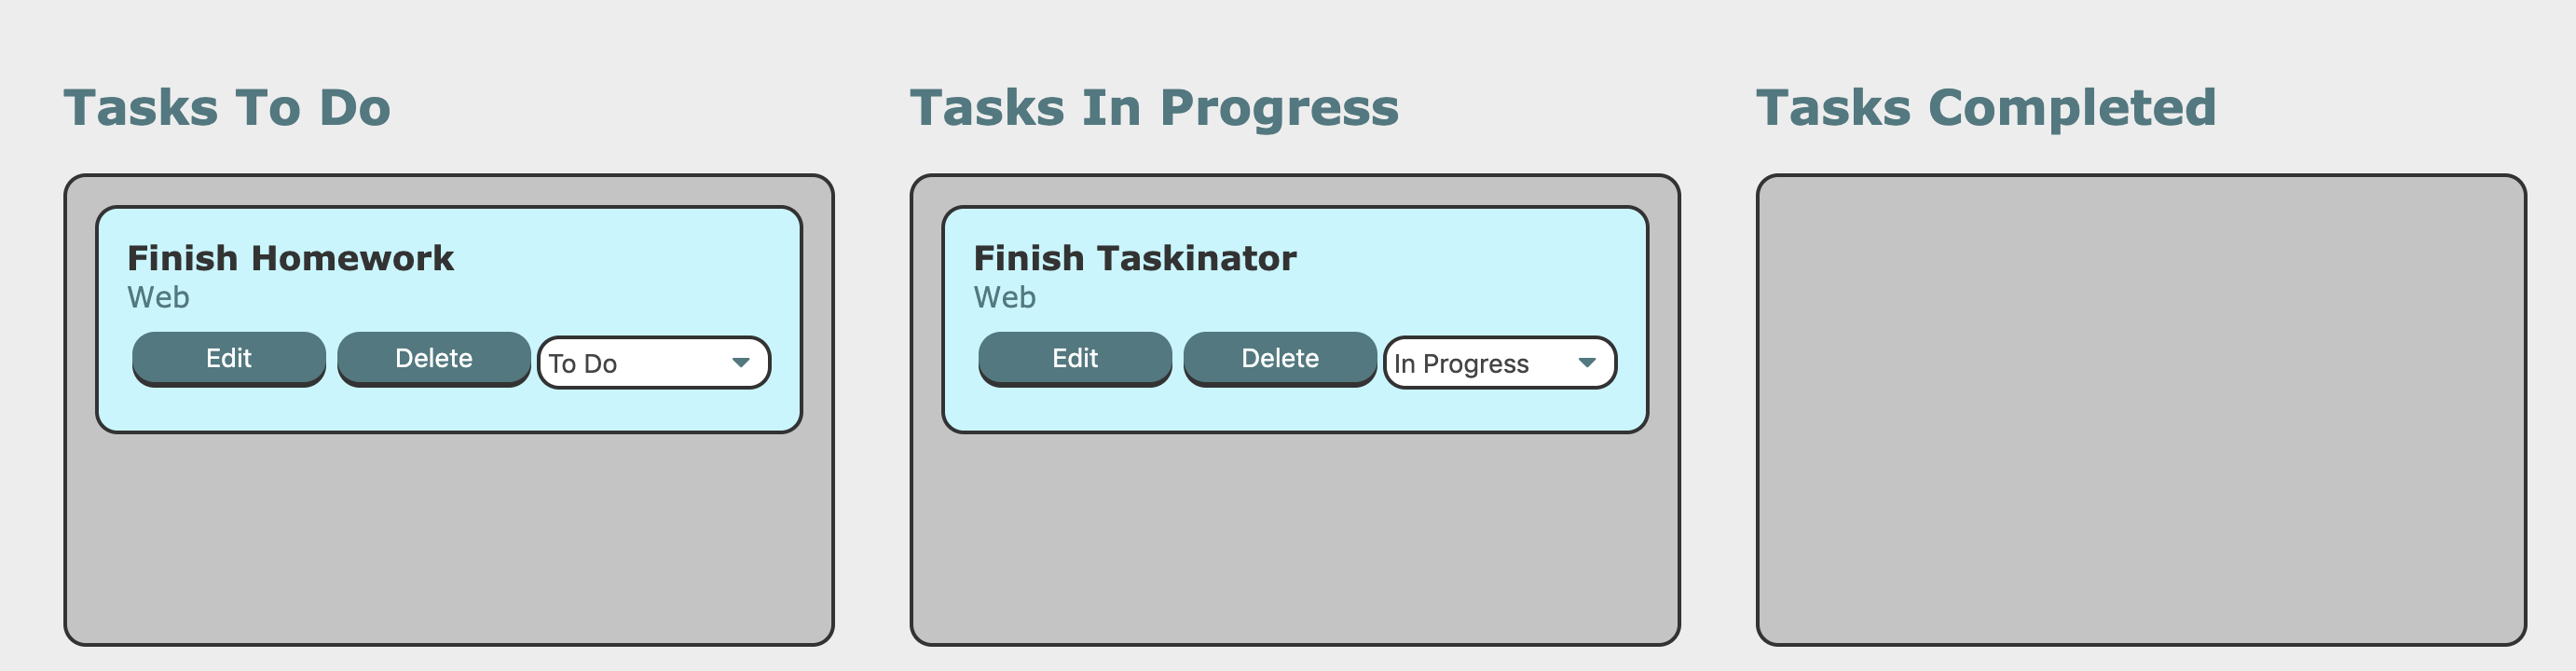 Tasks To Do
Finish Homework
Web
Edit Delete To Do
Tasks In Progress
Finish Taskinator
Web
Edit Delete In Progress
Tasks Completed